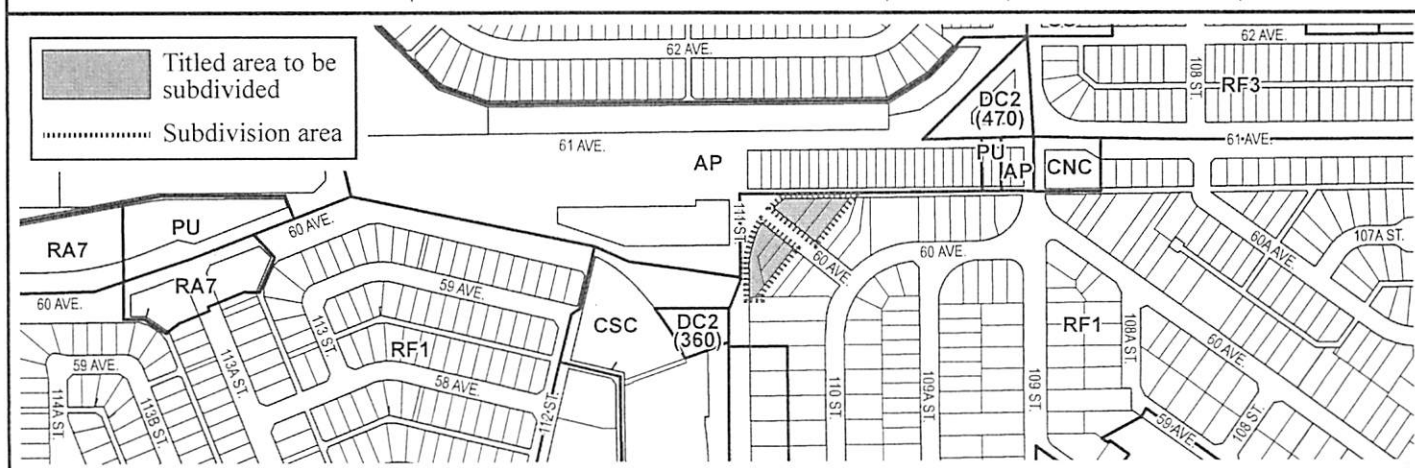 Titled area to be
subdivided
Subdivision area
62 AVE.
62 AVE.
108 ST.
RF3
DC2
(470)
61 AVE.
61 AVE.
AP
PU
AP
CNC
PU
RA7
60 AVE.
111 ST.
60 AVE.
60 AVE.
60A AVE.
107A ST.
RA7
60 AVE.
59 AVE.
CSC
DC2
(360)
113 ST.
RF1
RF1
108A ST.
60 AVE.
59 AVE.
113A ST.
58 AVE.
114A ST.
113B ST.
112 ST.
110 ST.
109A ST.
109 ST.
59 AVE.
108 ST.